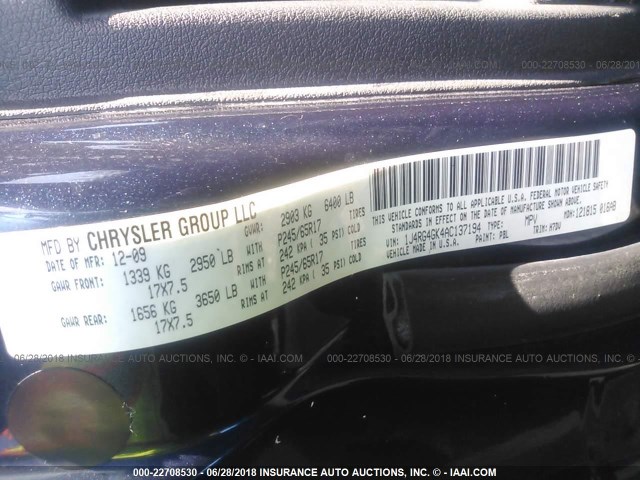 000-22708530 - 06/28/2018
MFD BY CHRYSLER GROUP LLC
DATE OF MFR: 12-09 GVWR: 2903 KG 6400 LB
GAWR FRONT: 1339 KG 2950 LB WITH P245/65R17 TIRES
17X7.5 RIMS AT 242 KPA ( 35 PSI) COLD
GAWR REAR: 1656 KG 3650 LB WITH P245/65R17 TIRES
17X7.5 RIMS AT 242 KPA ( 35 PSI) COLD
THIS VEHICLE CONFORMS TO ALL APPLICABLE U.S.A. FEDERAL MOTOR VEHICLE SAFETY
STANDARDS IN EFFECT ON THE DATE OF MANUFACTURE SHOWN ABOVE.
VIN: 1J4RG4GK4AC137194 TYPE: MPV MDH: 121815 016AB
PAINT: PBL TRIM: H7DV
06/28/2018 INSURANCE AUTO AUCTIONS, INC. © - IAAI.COM
000-22708530 - 06/28/2018 INSURANCE AUTO AUCTIONS, INC.
000-22708530 - 06/28/2018 INSURANCE AUTO AUCTIONS, INC. © - IAAI.COM